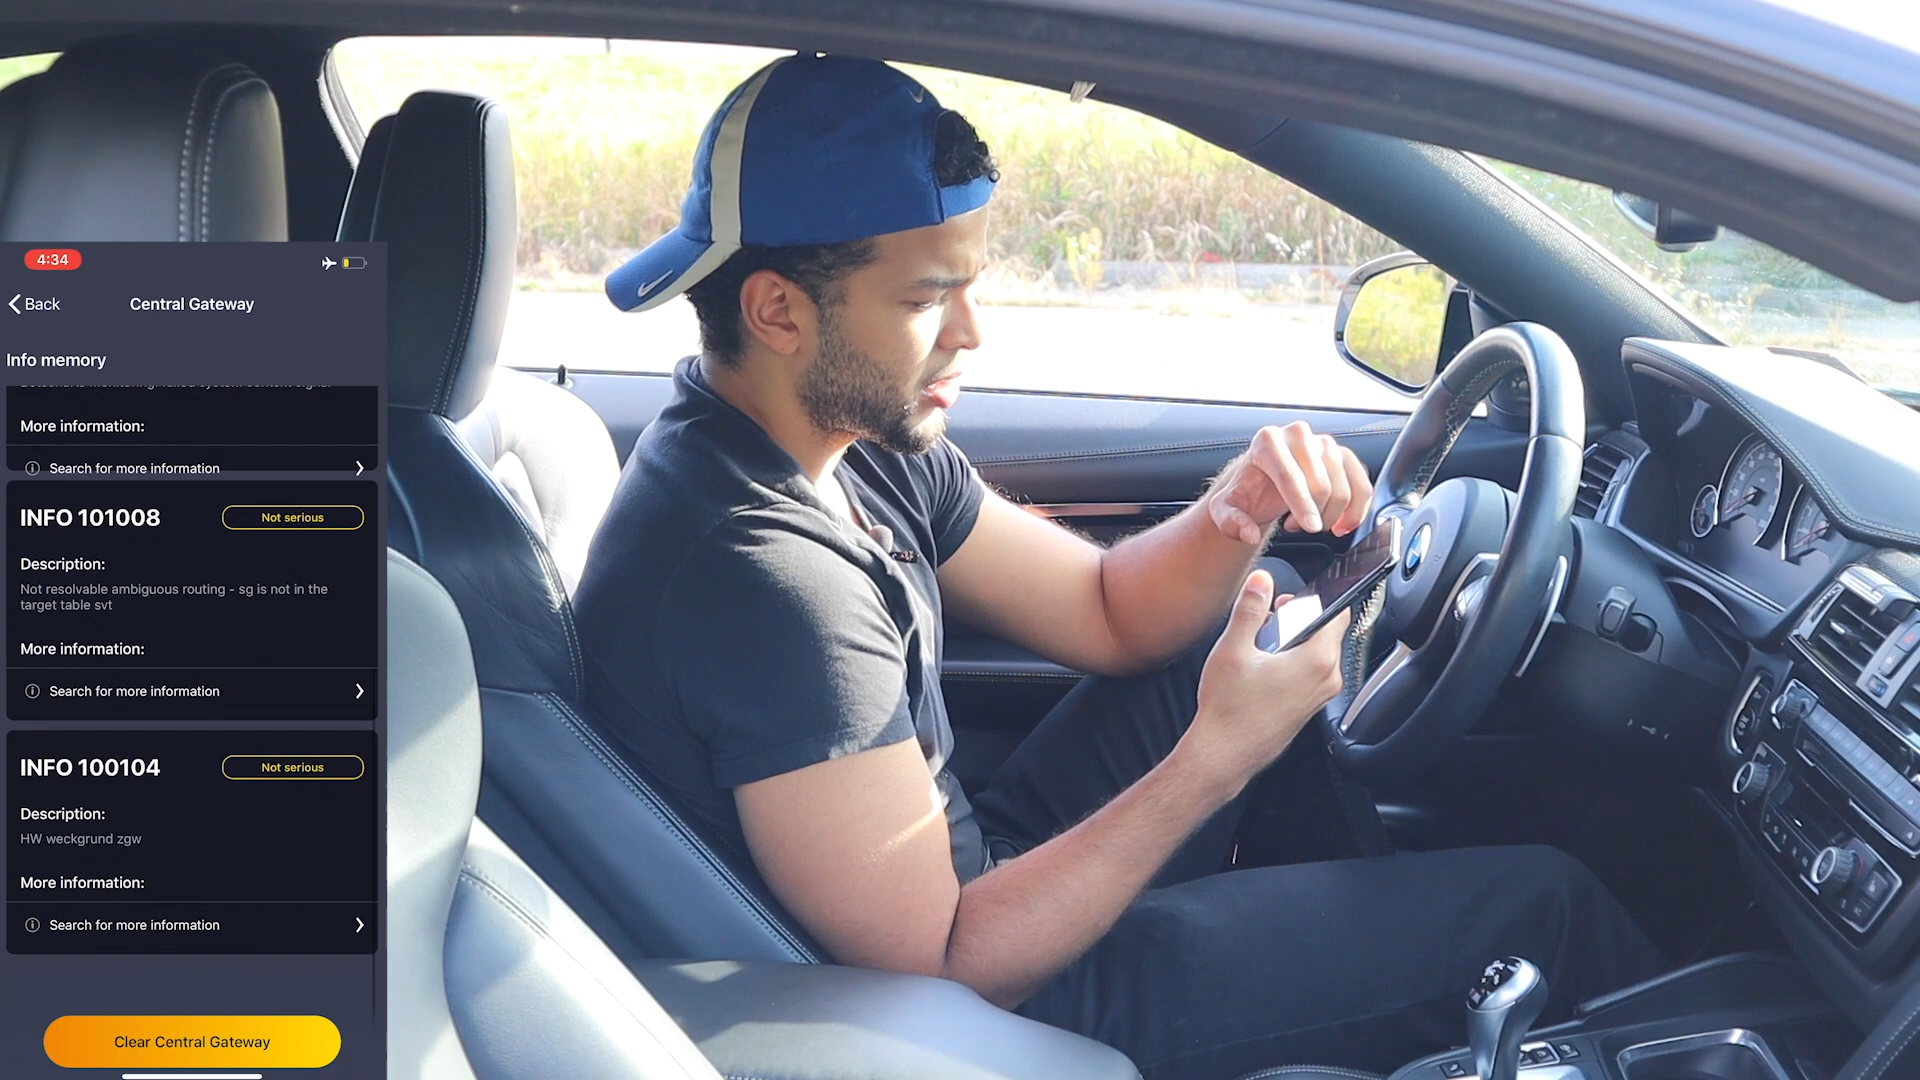 4:34
Back
Central Gateway
Info memory
More information:
Search for more information
INFO 101008
Not serious
Description:
Not resolvable ambiguous routing - sg is not in the
target table svt
More information:
Search for more information
INFO 100104
Not serious
Description:
HW weckgrund zgw
More information:
Search for more information
Clear Central Gateway